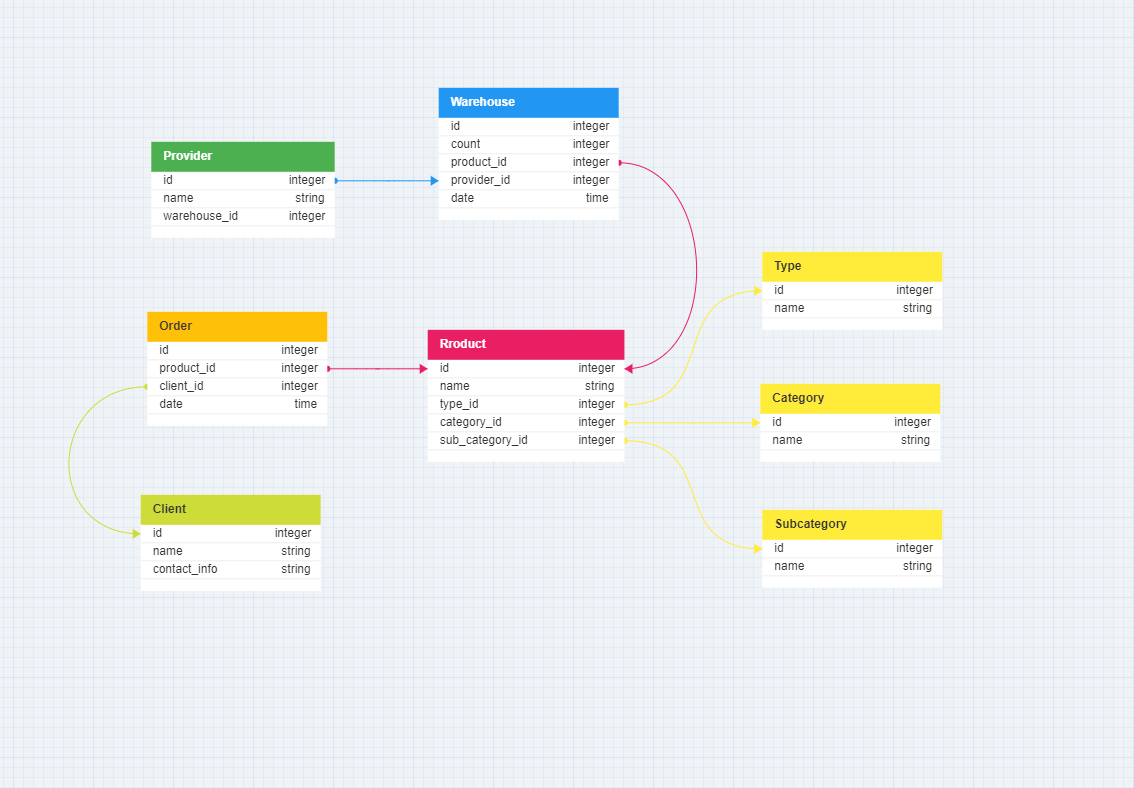 Warehouse
id integer
count integer
product_id integer
provider_id integer
date time
Provider
id integer
name string
warehouse_id integer
Type
id integer
name string
Order
id integer
product_id integer
client_id integer
date time
Rroduct
id integer
name string
type_id integer
category_id integer
sub_category_id integer
Category
id integer
name string
Client
id integer
name string
contact_info string
Subcategory
id integer
name string